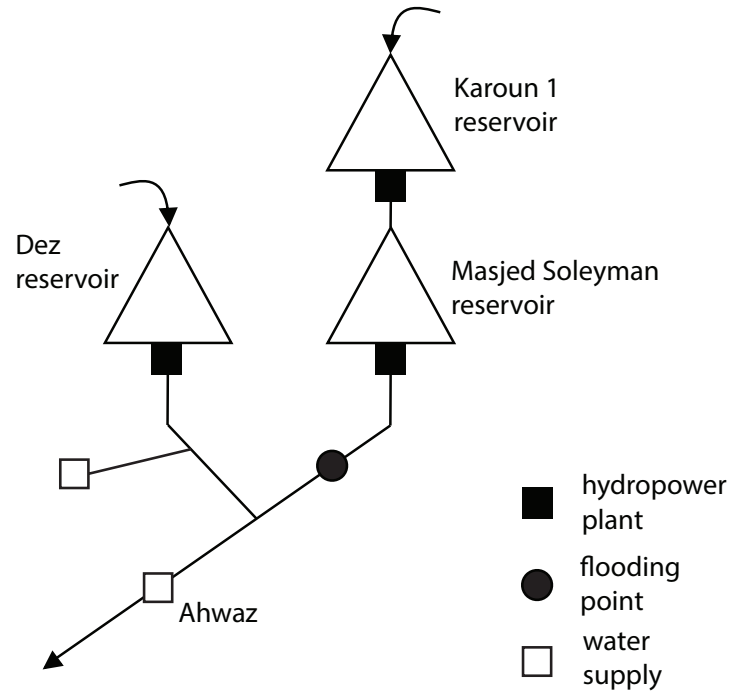 Karoun 1
reservoir
Dez
reservoir
Masjed Soleyman
reservoir
hydropower
plant
flooding
point
Ahwaz
water
supply